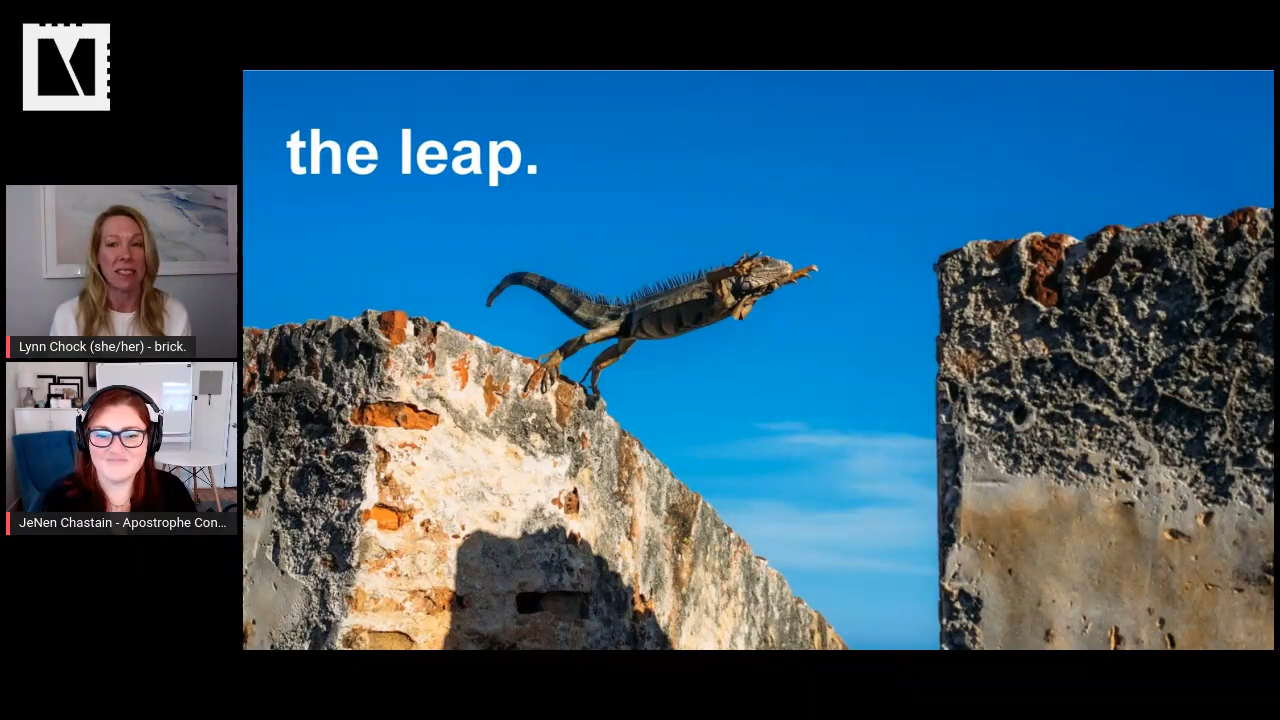 the leap.
Lynn Chock (she/her) - brick.
JeNen Chastain - Apostrophe Con...